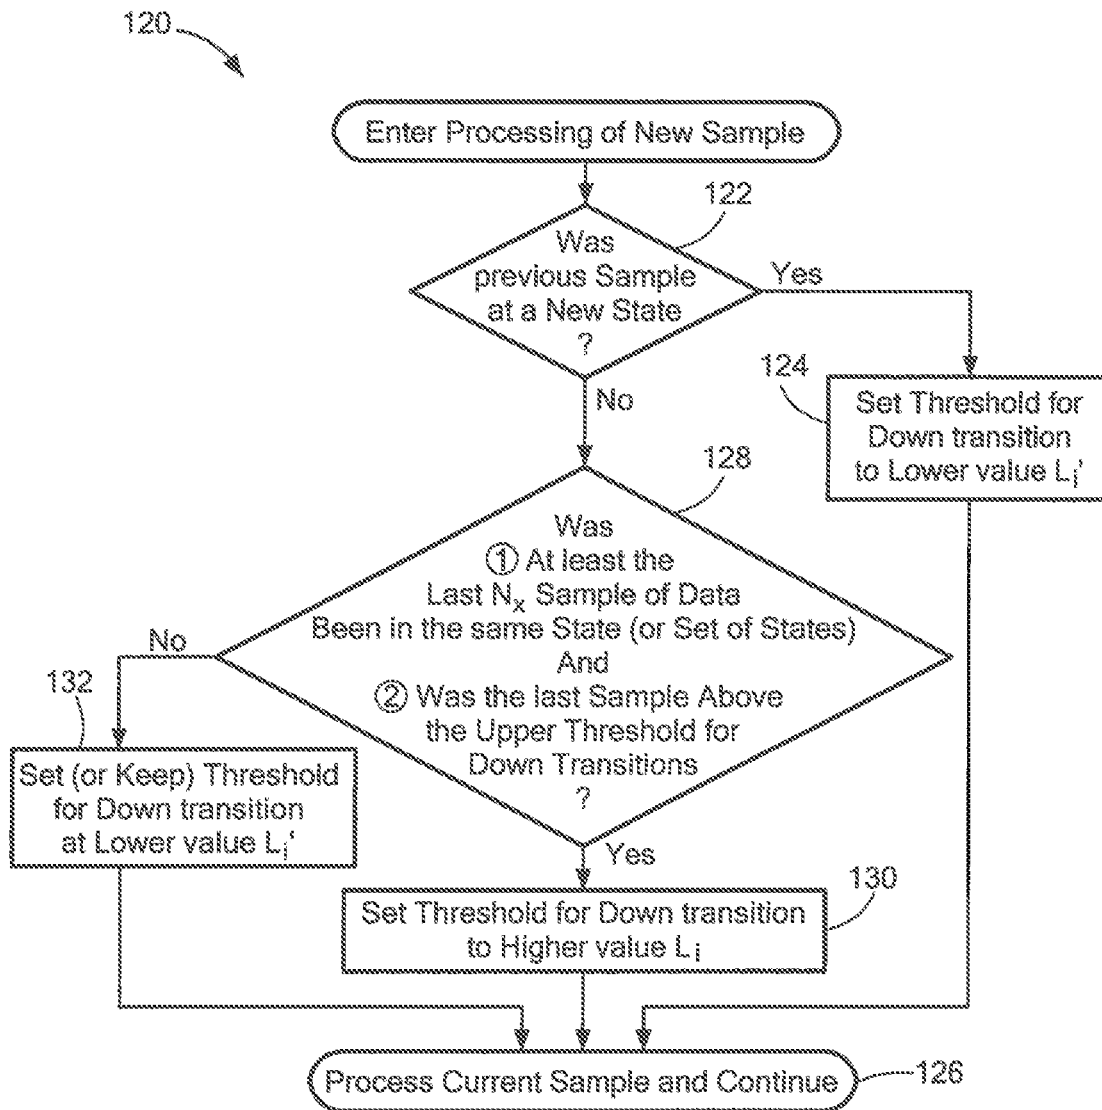 120
Enter Processing of New Sample
122
Was
previous Sample
at a New State
?
Yes
No
124
Set Threshold for
Down transition
to Lower value Li'
128
Was
① At least the
Last Nx Sample of Data
Been in the same State (or Set of States)
And
② Was the last Sample Above
the Upper Threshold for
Down Transitions
?
No
132
Set (or Keep) Threshold
for Down transition
at Lower value Li'
Yes
130
Set Threshold for Down transition
to Higher value Li
Process Current Sample and Continue
126